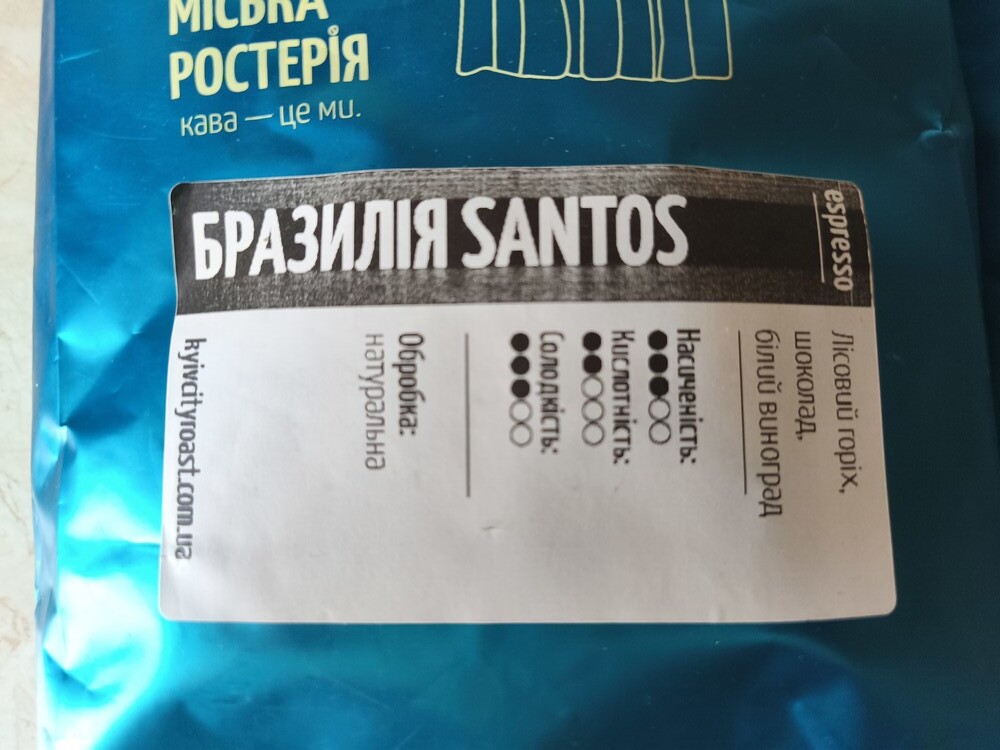 МІСЬКА
РОСТЕРІЯ
кава — це ми.
БРАЗИЛІЯ SANTOS
espresso
Лісовий горіх,
шоколад,
білий виноград
Насиченість:
●●●○○
Кислотність:
●●○○○
Солодкість:
●●●○○
Обробка:
натуральна
kyivcityroast.com.ua